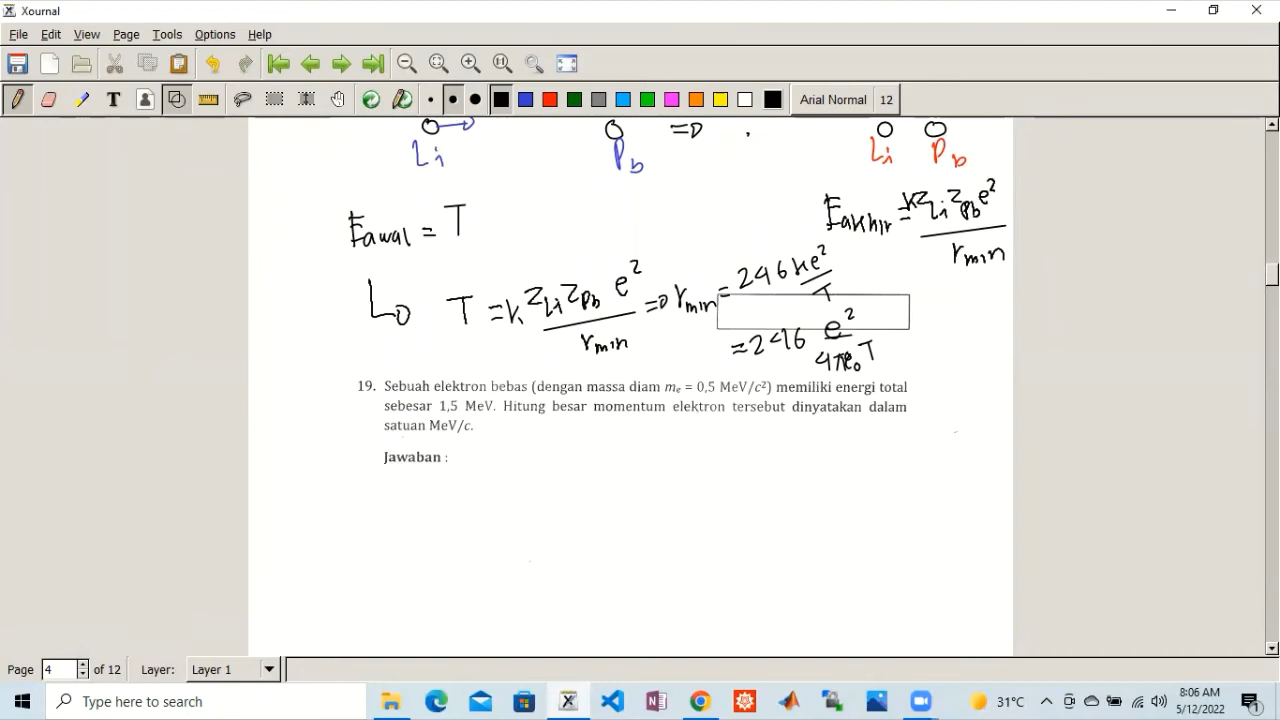 Xournal
File Edit View Page Tools Options Help
Arial Normal 12
Li Pb =D Li Pb
Eawal = T
Eakhir = kZLiZPbe²
rmin
T = k ZLiZPb e² => rmin = 246ke²
rmin T
= 246 e²
4πε₀T
19. Sebuah elektron bebas (dengan massa diam me = 0,5 MeV/c²) memiliki energi total
sebesar 1,5 MeV. Hitung besar momentum elektron tersebut dinyatakan dalam
satuan MeV/c.
Jawaban :
Page 4 of 12 Layer: Layer 1
Type here to search
31°C
8:06 AM
5/12/2022